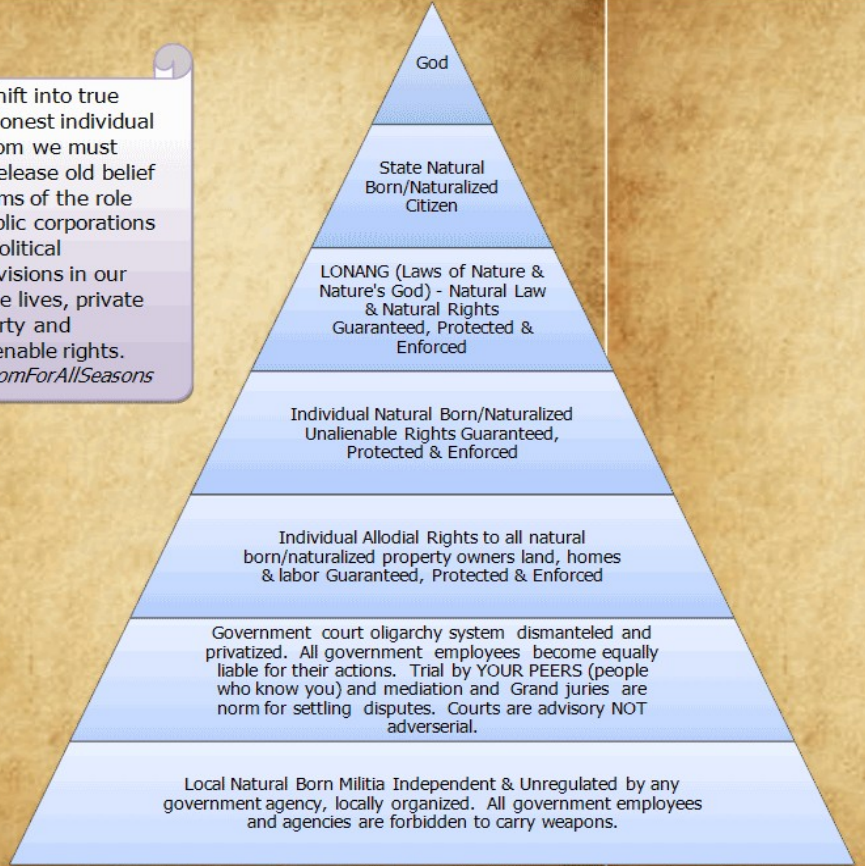 hift into true
onest individual
om we must
elease old belief
ms of the role
blic corporations
olitical
visions in our
e lives, private
rty and
enable rights.
omForAllSeasons
God
State Natural
Born/Naturalized
Citizen
LONANG (Laws of Nature &
Nature's God) - Natural Law
& Natural Rights
Guaranteed, Protected &
Enforced
Individual Natural Born/Naturalized
Unalienable Rights Guaranteed,
Protected & Enforced
Individual Allodial Rights to all natural
born/naturalized property owners land, homes
& labor Guaranteed, Protected & Enforced
Government court oligarchy system dismanteled and
privatized. All government employees become equally
liable for their actions. Trial by YOUR PEERS (people
who know you) and mediation and Grand juries are
norm for settling disputes. Courts are advisory NOT
adverserial.
Local Natural Born Militia Independent & Unregulated by any
government agency, locally organized. All government employees
and agencies are forbidden to carry weapons.